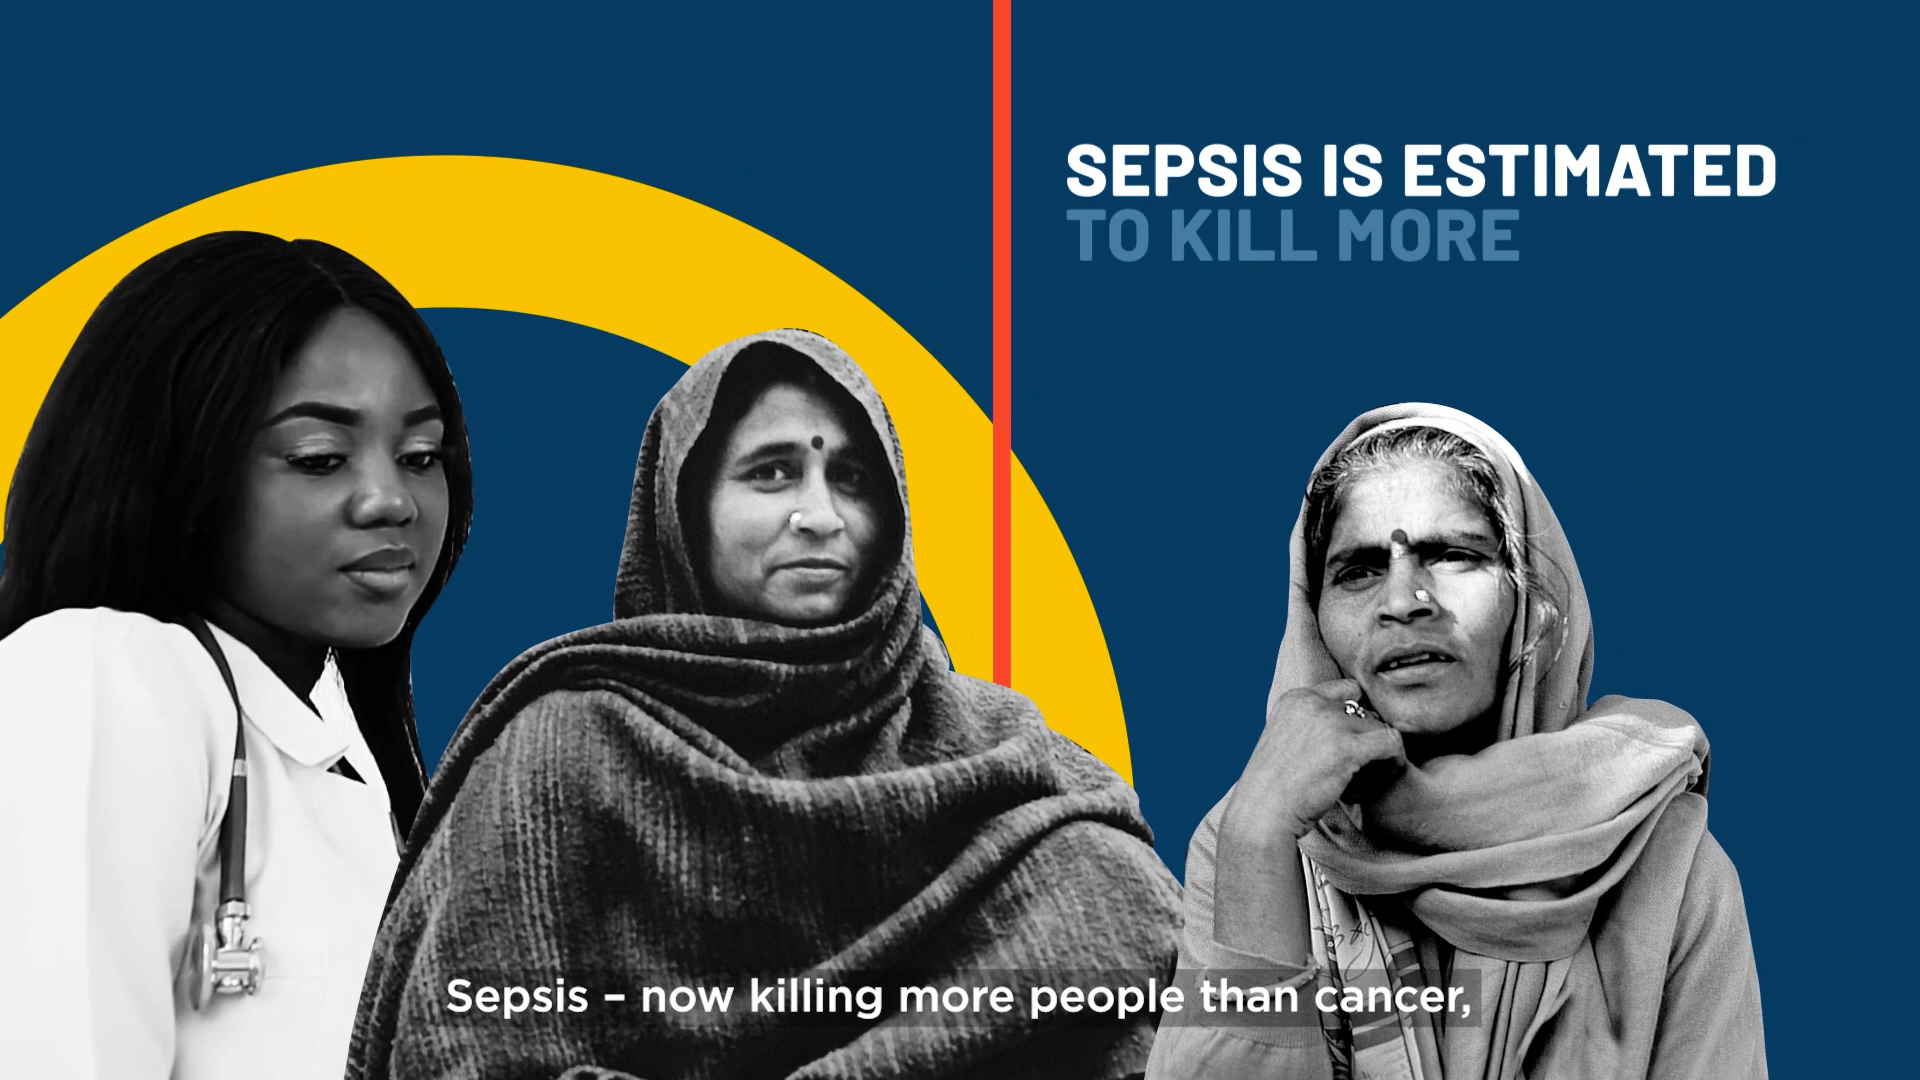 SEPSIS IS ESTIMATED
TO KILL MORE
Sepsis – now killing more people than cancer,